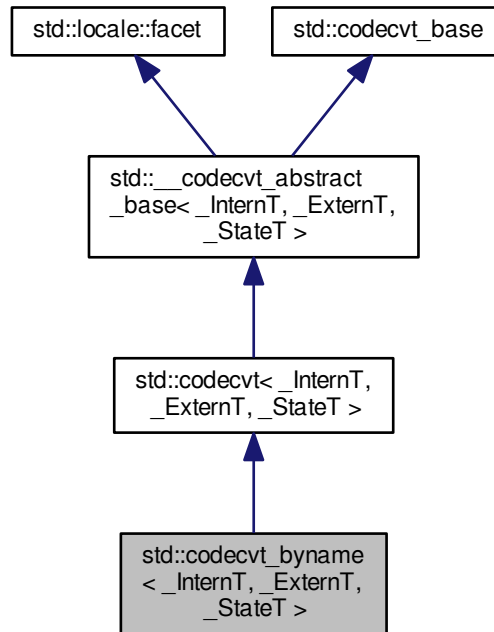 std::locale::facet
std::codecvt_base
std::__codecvt_abstract
_base< _InternT, _ExternT,
_StateT >
std::codecvt< _InternT,
_ExternT, _StateT >
std::codecvt_byname
< _InternT, _ExternT,
_StateT >